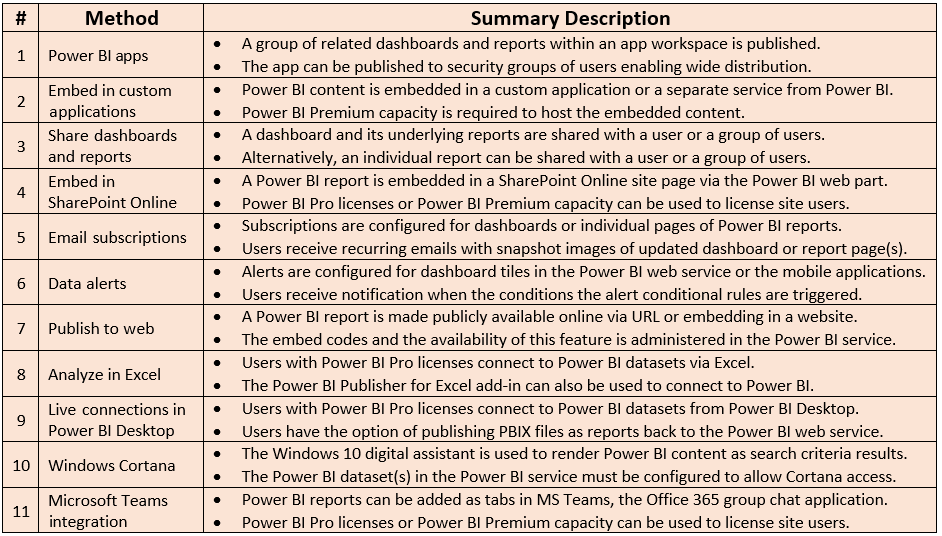 # Method Summary Description
1 Power BI apps
• A group of related dashboards and reports within an app workspace is published.
• The app can be published to security groups of users enabling wide distribution.
2 Embed in custom
applications
• Power BI content is embedded in a custom application or a separate service from Power BI.
• Power BI Premium capacity is required to host the embedded content.
3 Share dashboards
and reports
• A dashboard and its underlying reports are shared with a user or a group of users.
• Alternatively, an individual report can be shared with a user or a group of users.
4 Embed in
SharePoint Online
• A Power BI report is embedded in a SharePoint Online site page via the Power BI web part.
• Power BI Pro licenses or Power BI Premium capacity can be used to license site users.
5 Email subscriptions
• Subscriptions are configured for dashboards or individual pages of Power BI reports.
• Users receive recurring emails with snapshot images of updated dashboard or report page(s).
6 Data alerts
• Alerts are configured for dashboard tiles in the Power BI web service or the mobile applications.
• Users receive notification when the conditions the alert conditional rules are triggered.
7 Publish to web
• A Power BI report is made publicly available online via URL or embedding in a website.
• The embed codes and the availability of this feature is administered in the Power BI service.
8 Analyze in Excel
• Users with Power BI Pro licenses connect to Power BI datasets via Excel.
• The Power BI Publisher for Excel add-in can also be used to connect to Power BI.
9 Live connections in
Power BI Desktop
• Users with Power BI Pro licenses connect to Power BI datasets from Power BI Desktop.
• Users have the option of publishing PBIX files as reports back to the Power BI web service.
10 Windows Cortana
• The Windows 10 digital assistant is used to render Power BI content as search criteria results.
• The Power BI dataset(s) in the Power BI service must be configured to allow Cortana access.
11 Microsoft Teams
integration
• Power BI reports can be added as tabs in MS Teams, the Office 365 group chat application.
• Power BI Pro licenses or Power BI Premium capacity can be used to license site users.